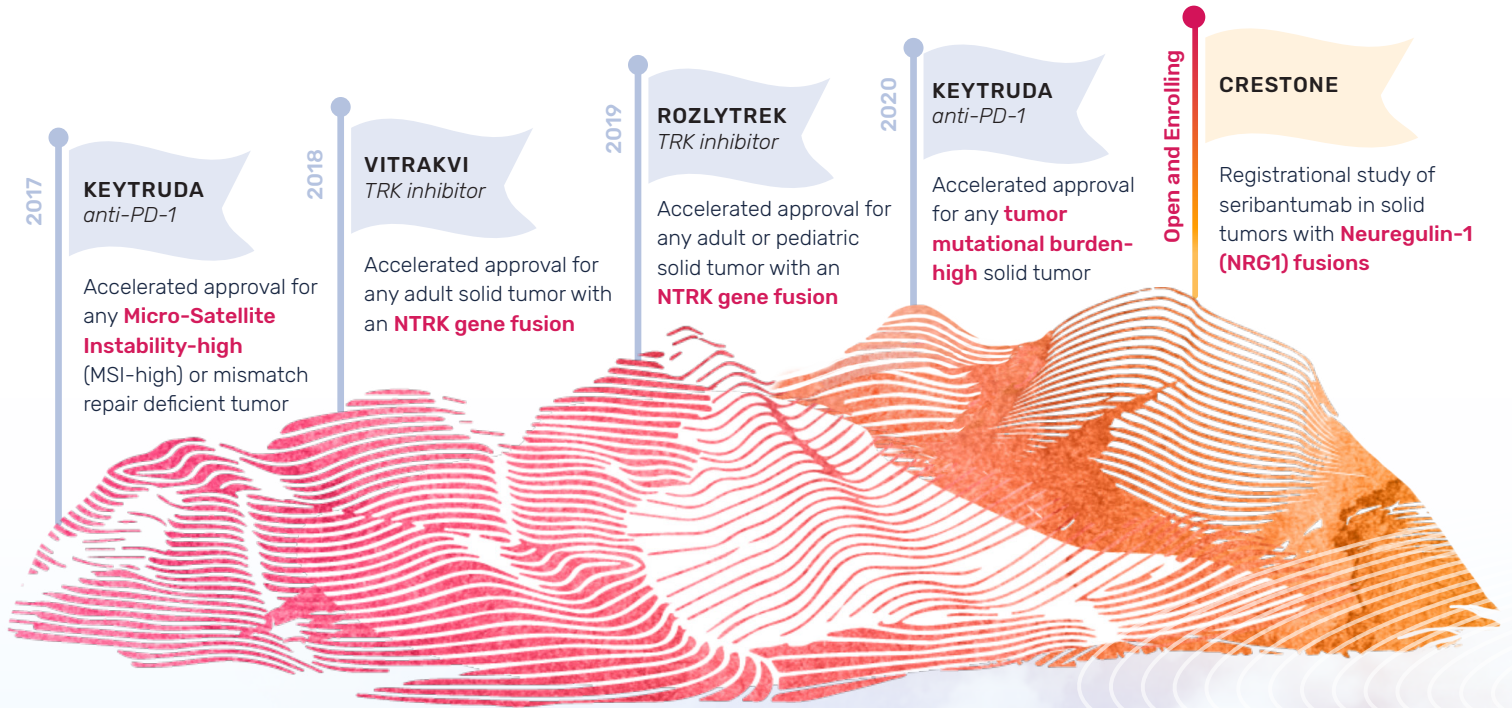 2017
KEYTRUDA
anti-PD-1
Accelerated approval for
any Micro-Satellite
Instability-high
(MSI-high) or mismatch
repair deficient tumor
2018
VITRAKVI
TRK inhibitor
Accelerated approval for
any adult solid tumor with
an NTRK gene fusion
2019
ROZLYTREK
TRK inhibitor
Accelerated approval for
any adult or pediatric
solid tumor with an
NTRK gene fusion
2020
KEYTRUDA
anti-PD-1
Accelerated approval
for any tumor
mutational burden-
high solid tumor
Open and Enrolling
CRESTONE
Registrational study of
seribantumab in solid
tumors with Neuregulin-1
(NRG1) fusions